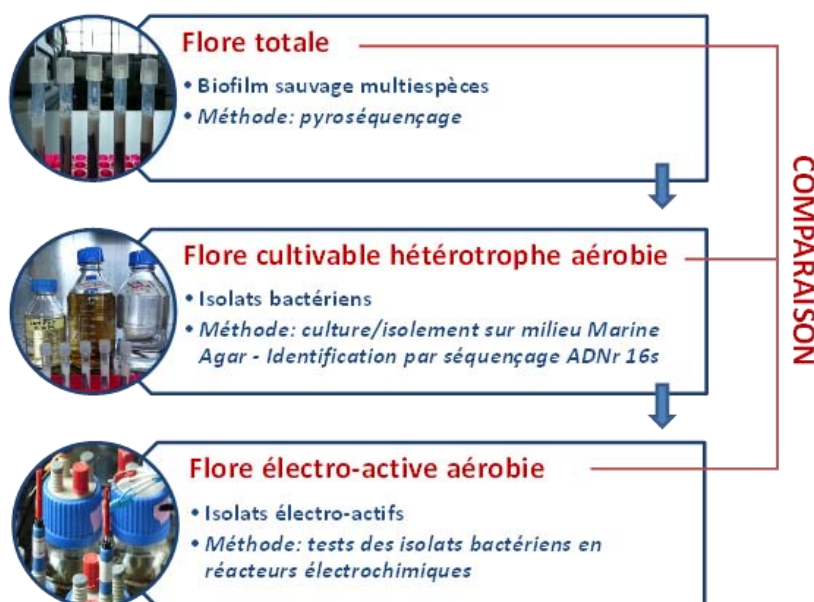 Flore totale
• Biofilm sauvage multiespèces
• Méthode: pyroséquençage
Flore cultivable hétérotrophe aérobie
• Isolats bactériens
• Méthode: culture/isolement sur milieu Marine
Agar - Identification par séquençage ADNr 16s
Flore électro-active aérobie
• Isolats électro-actifs
• Méthode: tests des isolats bactériens en
réacteurs électrochimiques
COMPARAISON